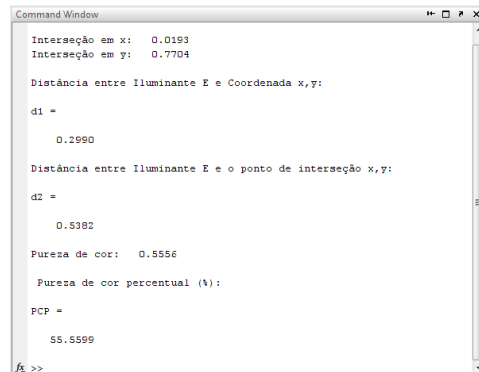 Command Window
Interseção em x: 0.0193
Interseção em y: 0.7704
Distância entre Iluminante E e Coordenada x,y:
d1 =
0.2990
Distância entre Iluminante E e o ponto de interseção x,y:
d2 =
0.5382
Pureza de cor: 0.5556
Pureza de cor percentual (%):
PCP =
55.5599
fx >>